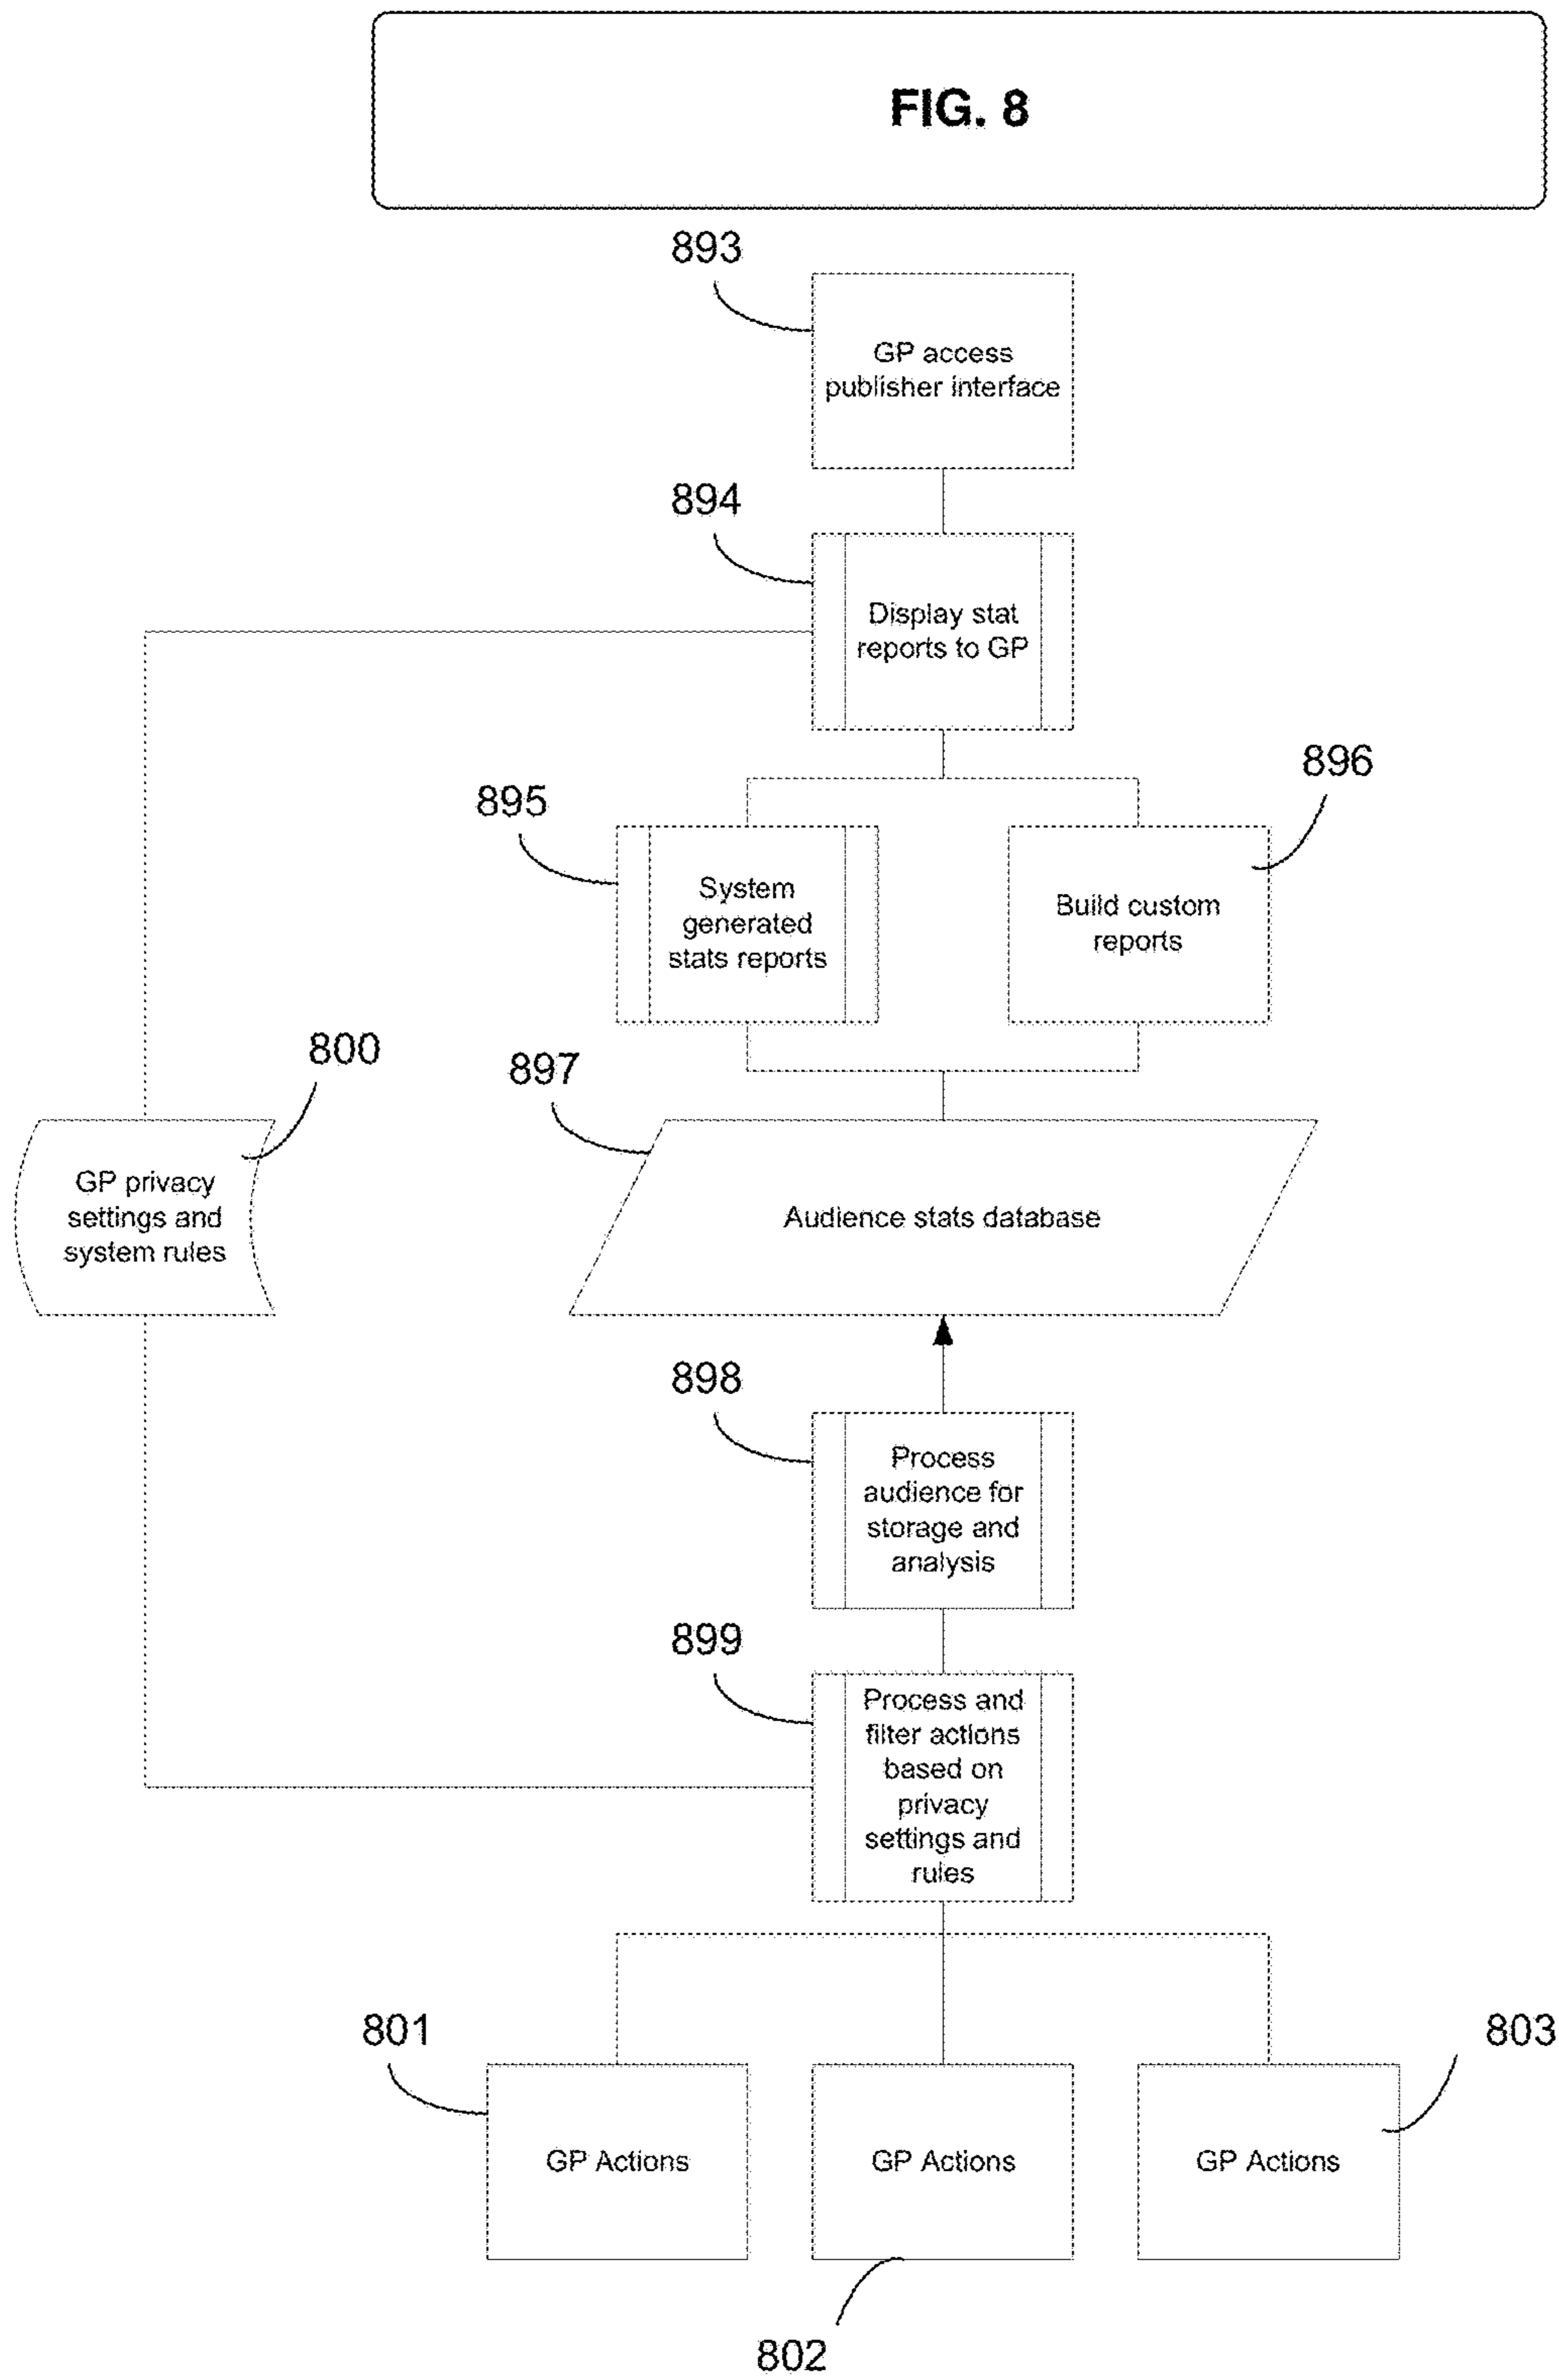 FIG. 8
893
GP access
publisher interface
894
Display stat
reports to GP
896
895
System
generated
stats reports
Build custom
reports
800
897
GP privacy
settings and
system rules
Audience stats database
898
Process
audience for
storage and
analysis
899
Process and
filter actions
based on
privacy
settings and
rules
801
803
GP Actions
GP Actions
GP Actions
802